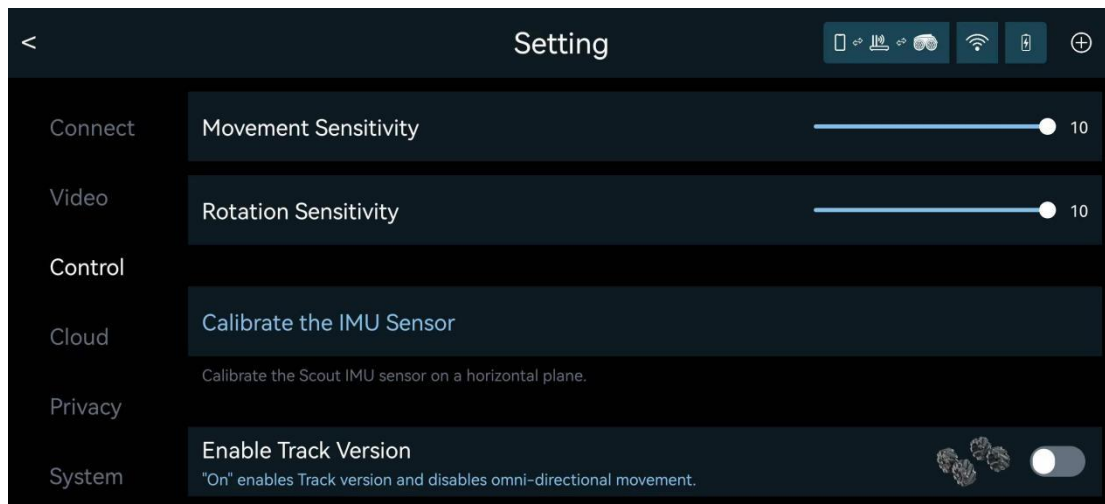 < Setting
Connect
Movement Sensitivity 10
Video
Rotation Sensitivity 10
Control
Calibrate the IMU Sensor
Cloud
Calibrate the Scout IMU sensor on a horizontal plane.
Privacy
Enable Track Version
"On" enables Track version and disables omni-directional movement.
System